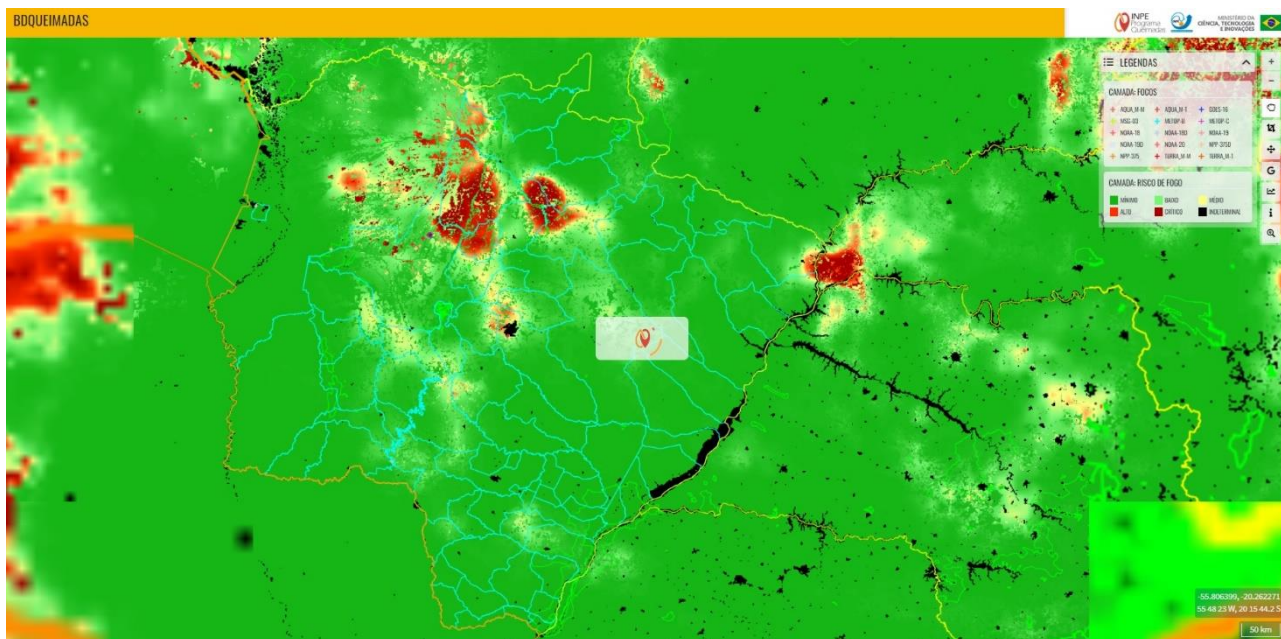 BDQUEIMADAS
INPE
Programa
Queimadas
MINISTÉRIO DA
CIÊNCIA, TECNOLOGIA
E INOVAÇÕES
LEGENDAS
CAMADA: FOCOS
AQUA_M-M AQUA_M-T GOES-16
MSG-03 METOP-B METOP-C
NOAA-18 NOAA-18D NOAA-19
NOAA-19D NOAA-20 NPP-375D
NPP-375 TERRA_M-M TERRA_M-T
CAMADA: RISCO DE FOGO
MÍNIMO BAIXO MÉDIO
ALTO CRÍTICO INDETERMINAD
-55.806399, -20.262271
55 48 23 W, 20 15 44.2 S
50 km